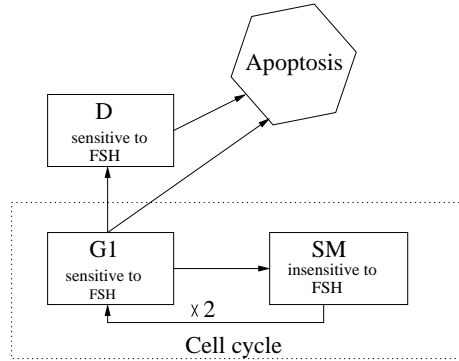 Apoptosis
D
sensitive to
FSH
G1
sensitive to
FSH
SM
insensitive to
FSH
× 2
Cell cycle